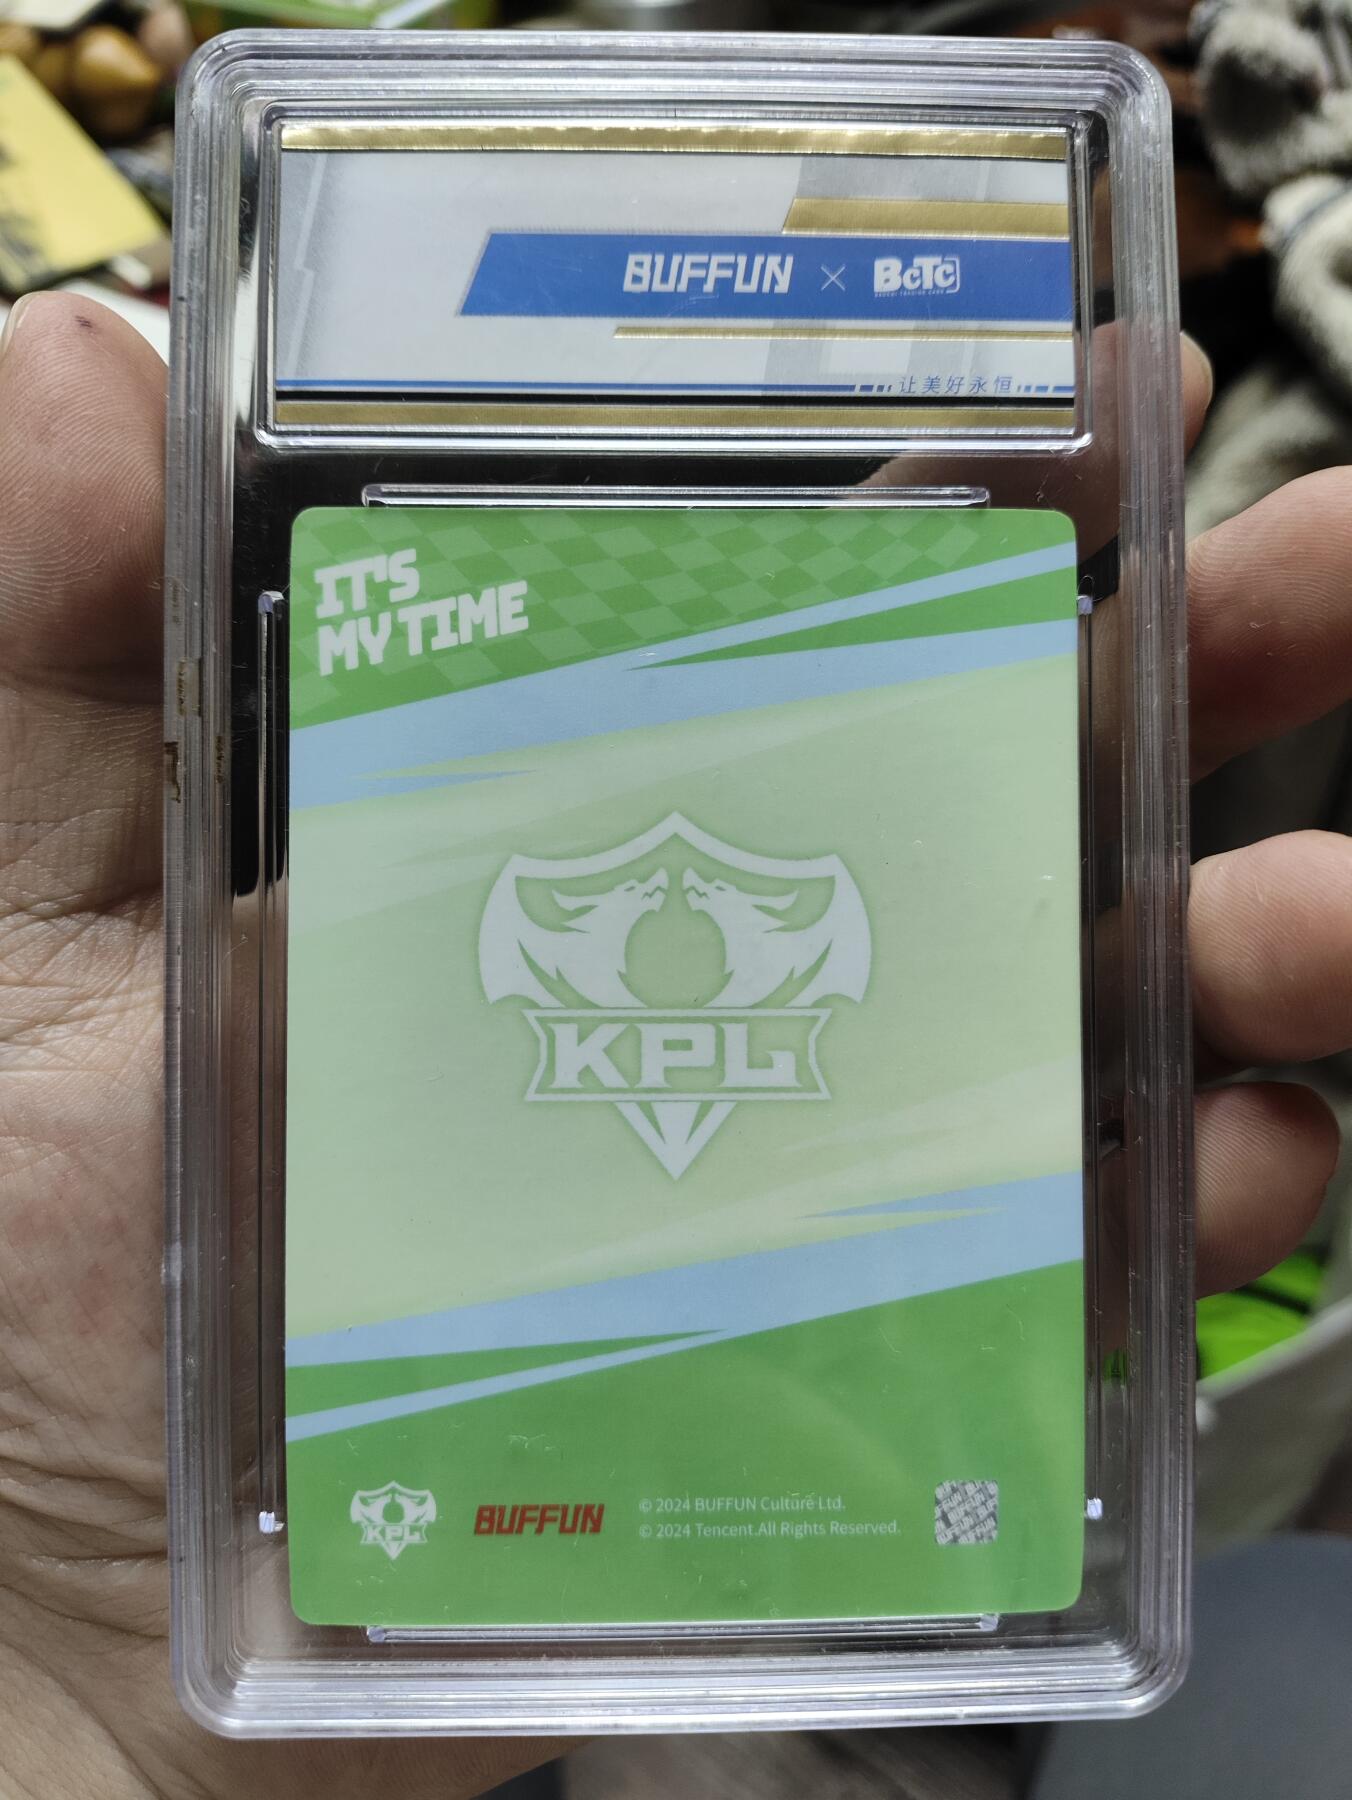 BUFFUN × BCTC
让美好永恒
IT'S
MY TIME
KPL
KPL
BUFFUN
© 2024 BUFFUN Culture Ltd.
© 2024 Tencent.All Rights Reserved.